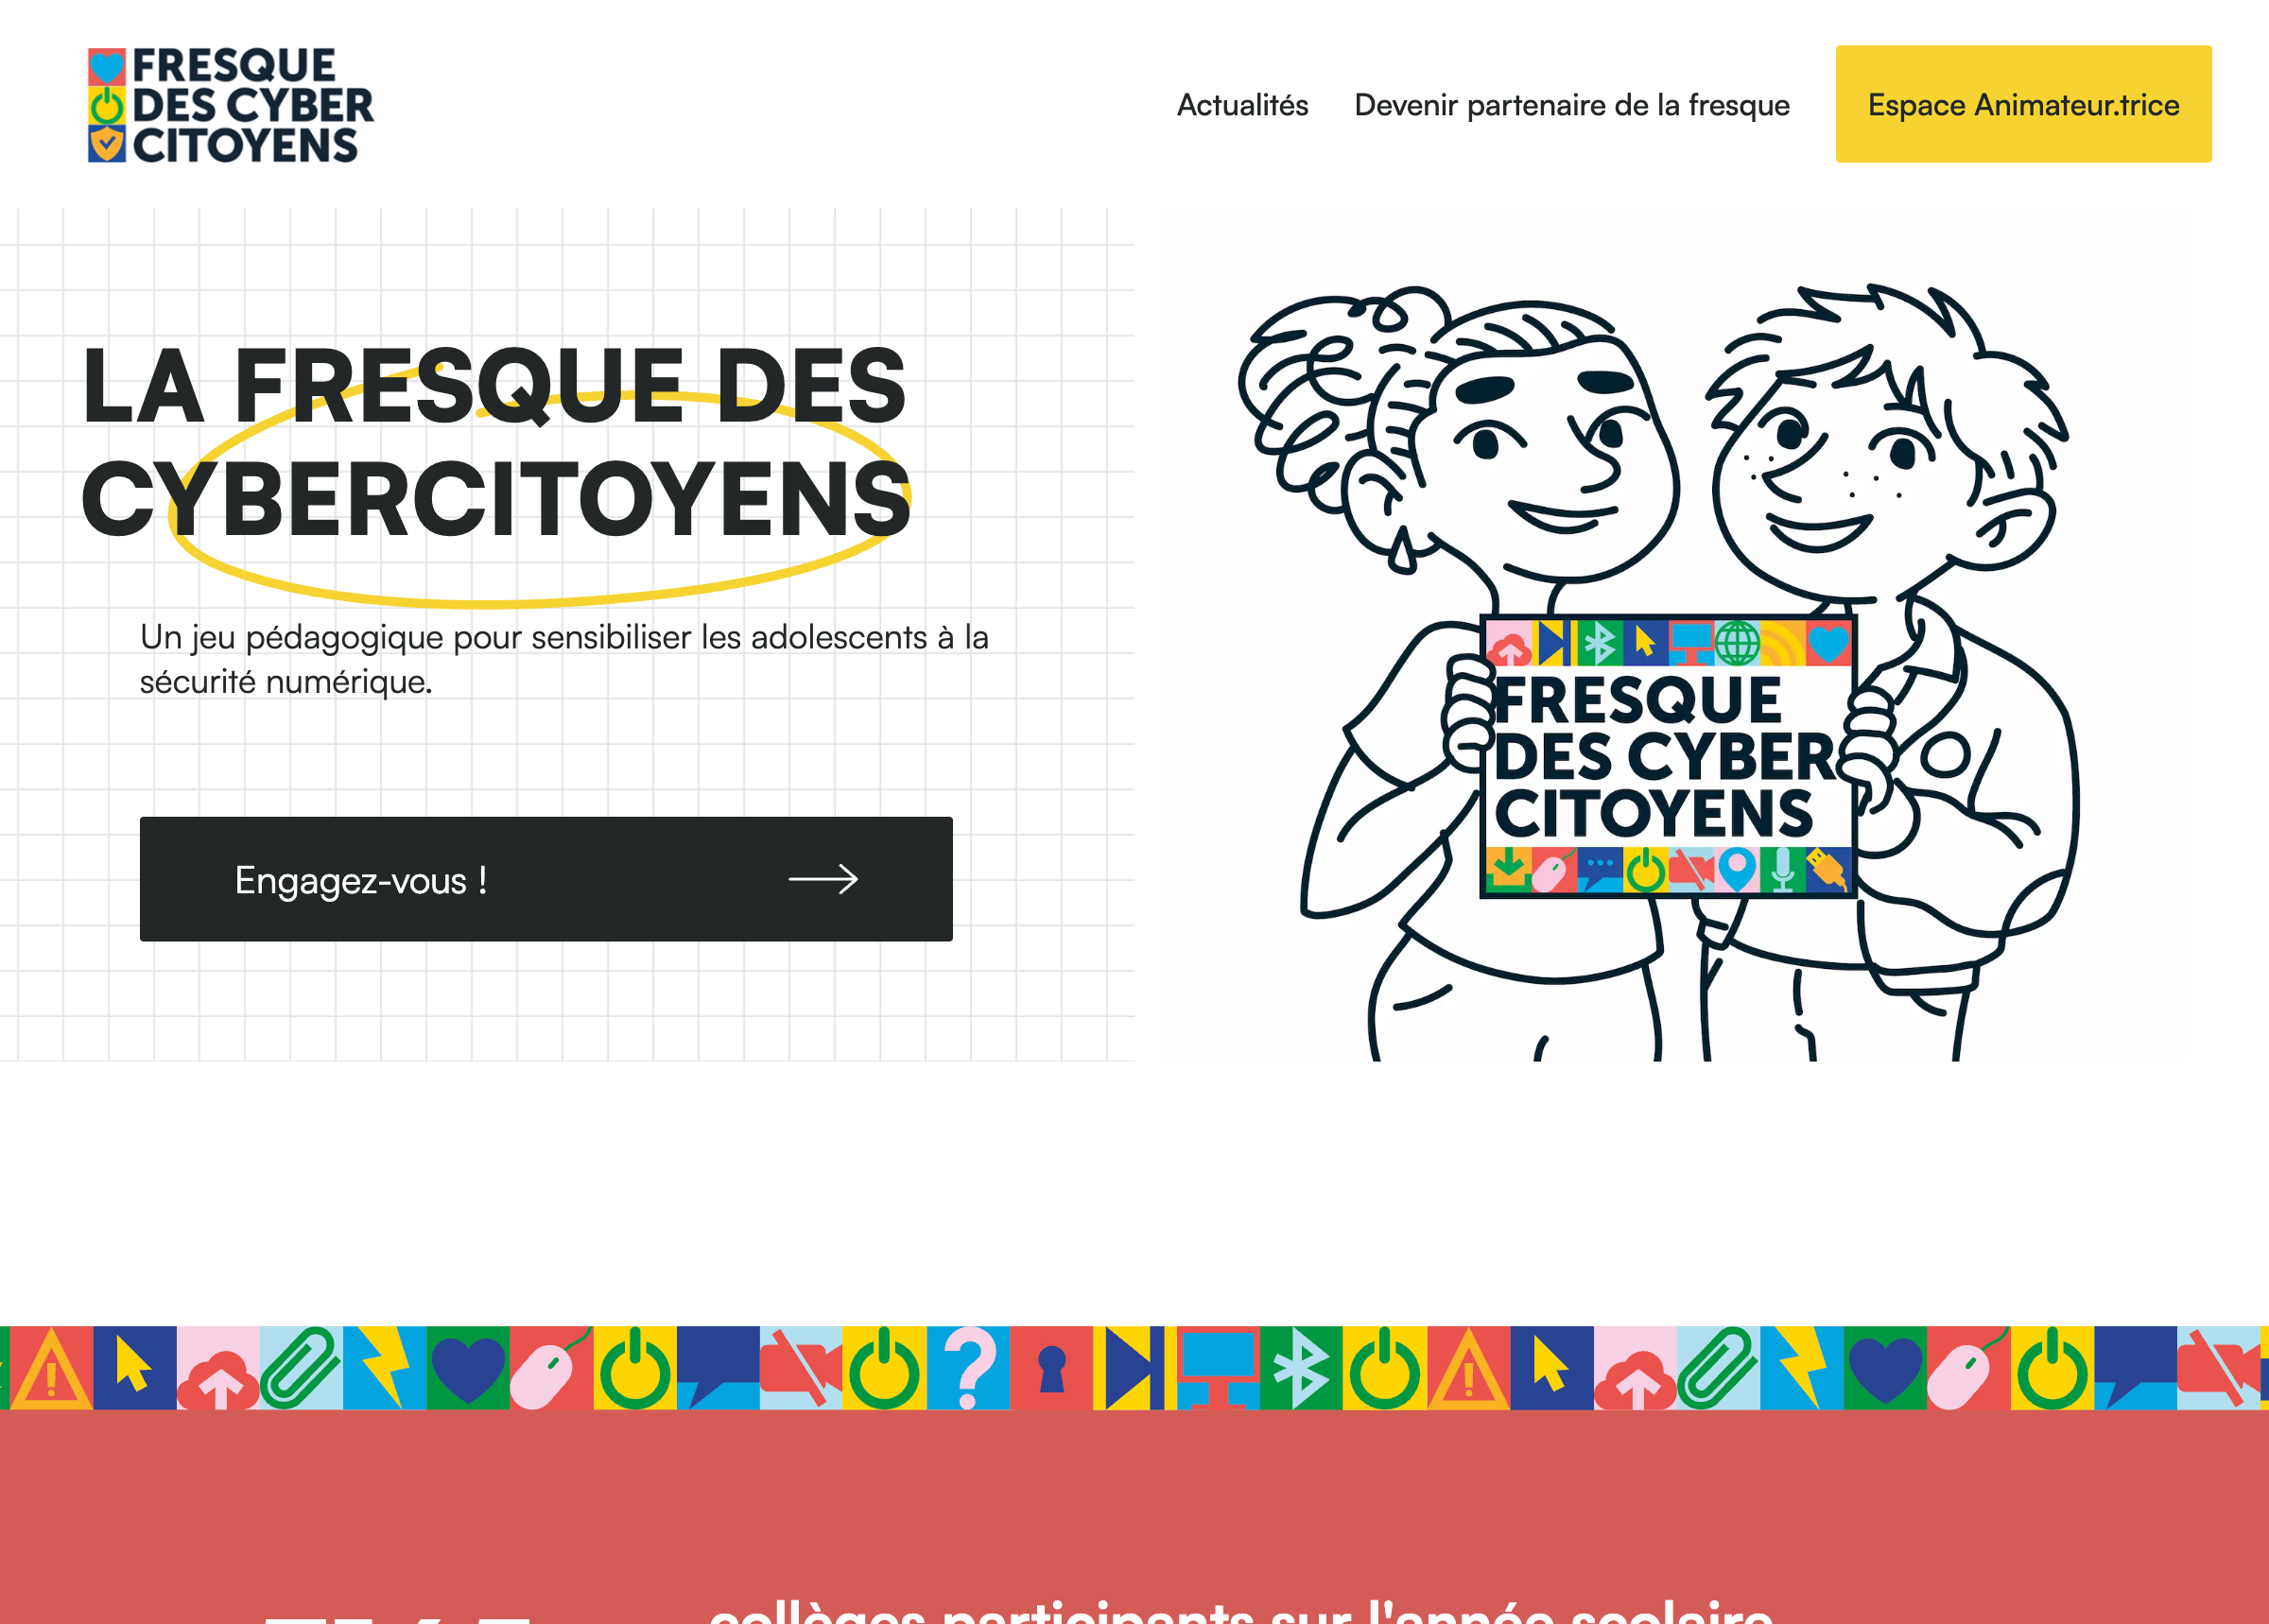 FRESQUE
DES CYBER
CITOYENS
Actualités
Devenir partenaire de la fresque
Espace Animateur.trice
LA FRESQUE DES
CYBERCITOYENS
Un jeu pédagogique pour sensibiliser les adolescents à la
sécurité numérique.
Engagez-vous !
FRESQUE
DES CYBER
CITOYENS
collèges participants sur l'année scolaire